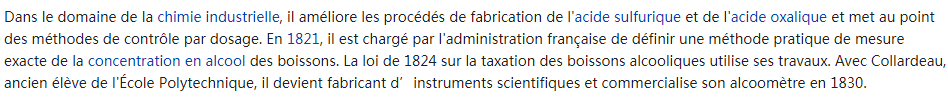 Dans le domaine de la chimie industrielle, il améliore les procédés de fabrication de l'acide sulfurique et de l'acide oxalique et met au point
des méthodes de contrôle par dosage. En 1821, il est chargé par l'administration française de définir une méthode pratique de mesure
exacte de la concentration en alcool des boissons. La loi de 1824 sur la taxation des boissons alcooliques utilise ses travaux. Avec Collardeau,
ancien élève de l'École Polytechnique, il devient fabricant d’instruments scientifiques et commercialise son alcoomètre en 1830.